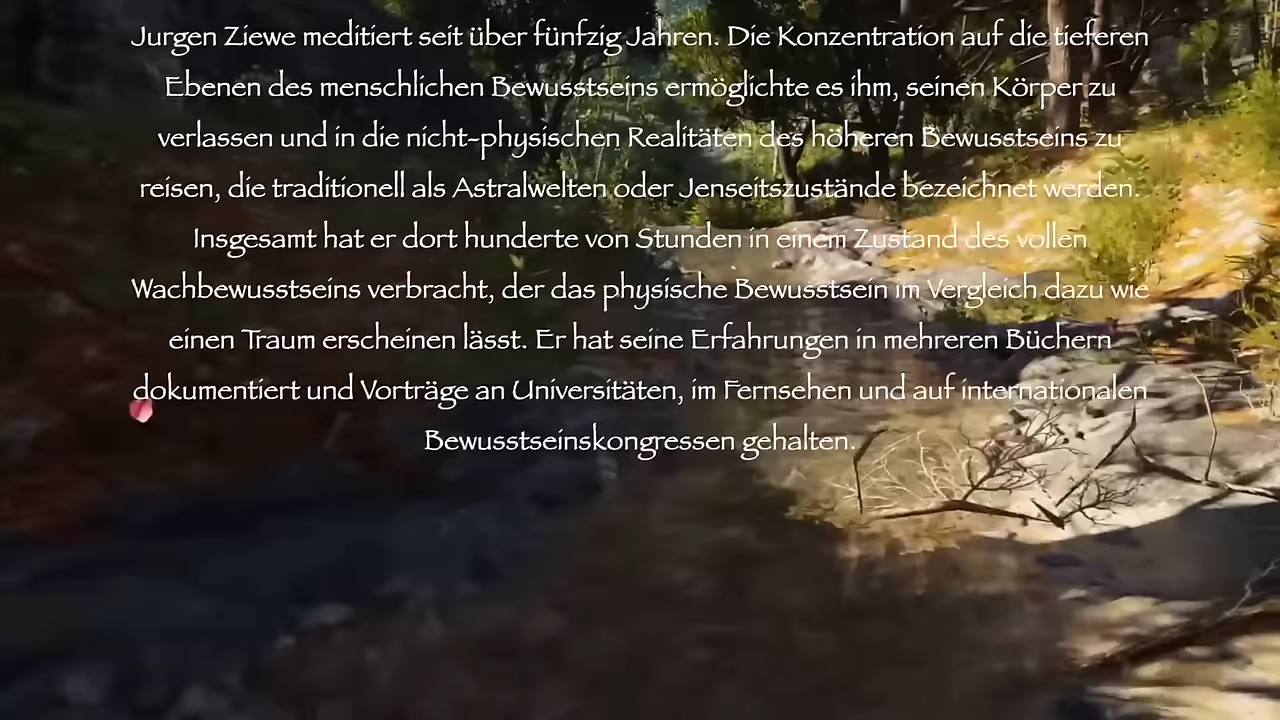 Jurgen Ziewe meditiert seit über fünfzig Jahren. Die Konzentration auf die tieferen
Ebenen des menschlichen Bewusstseins ermöglichte es ihm, seinen Körper zu
verlassen und in die nicht-physischen Realitäten des höheren Bewusstseins zu
reisen, die traditionell als Astralwelten oder Jenseitszustände bezeichnet werden.
Insgesamt hat er dort hunderte von Stunden in einem Zustand des vollen
Wachbewusstseins verbracht, der das physische Bewusstsein im Vergleich dazu wie
einen Traum erscheinen lässt. Er hat seine Erfahrungen in mehreren Büchern
dokumentiert und Vorträge an Universitäten, im Fernsehen und auf internationalen
Bewusstseinskongressen gehalten.